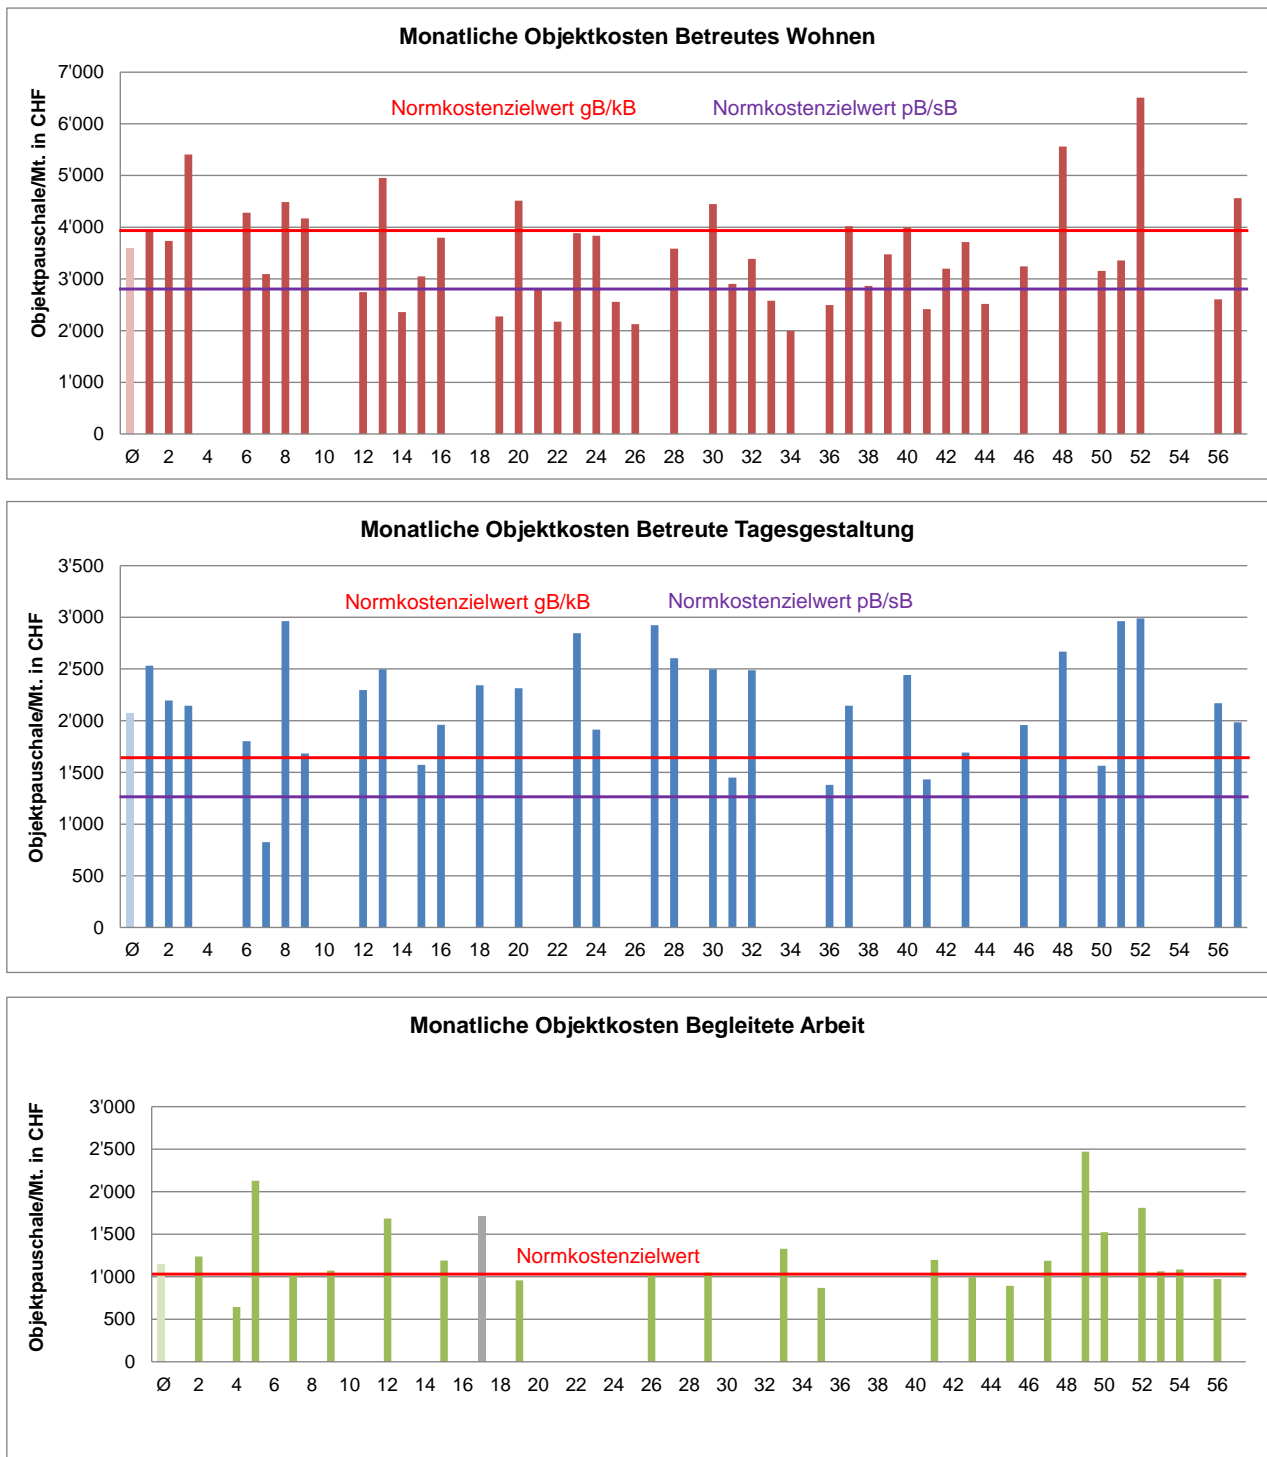 Monatliche Objektkosten Betreutes Wohnen
Objektpauschale/Mt. in CHF
7'000
6'000
5'000
4'000
3'000
2'000
1'000
0
Normkostenzielwert gB/kB Normkostenzielwert pB/sB
Ø 2 4 6 8 10 12 14 16 18 20 22 24 26 28 30 32 34 36 38 40 42 44 46 48 50 52 54 56
Monatliche Objektkosten Betreute Tagesgestaltung
Objektpauschale/Mt. in CHF
3'500
3'000
2'500
2'000
1'500
1'000
500
0
Normkostenzielwert gB/kB Normkostenzielwert pB/sB
Ø 2 4 6 8 10 12 14 16 18 20 22 24 26 28 30 32 34 36 38 40 42 44 46 48 50 52 54 56
Monatliche Objektkosten Begleitete Arbeit
Objektpauschale/Mt. in CHF
3'000
2'500
2'000
1'500
1'000
500
0
Normkostenzielwert
Ø 2 4 6 8 10 12 14 16 18 20 22 24 26 28 30 32 34 36 38 40 42 44 46 48 50 52 54 56